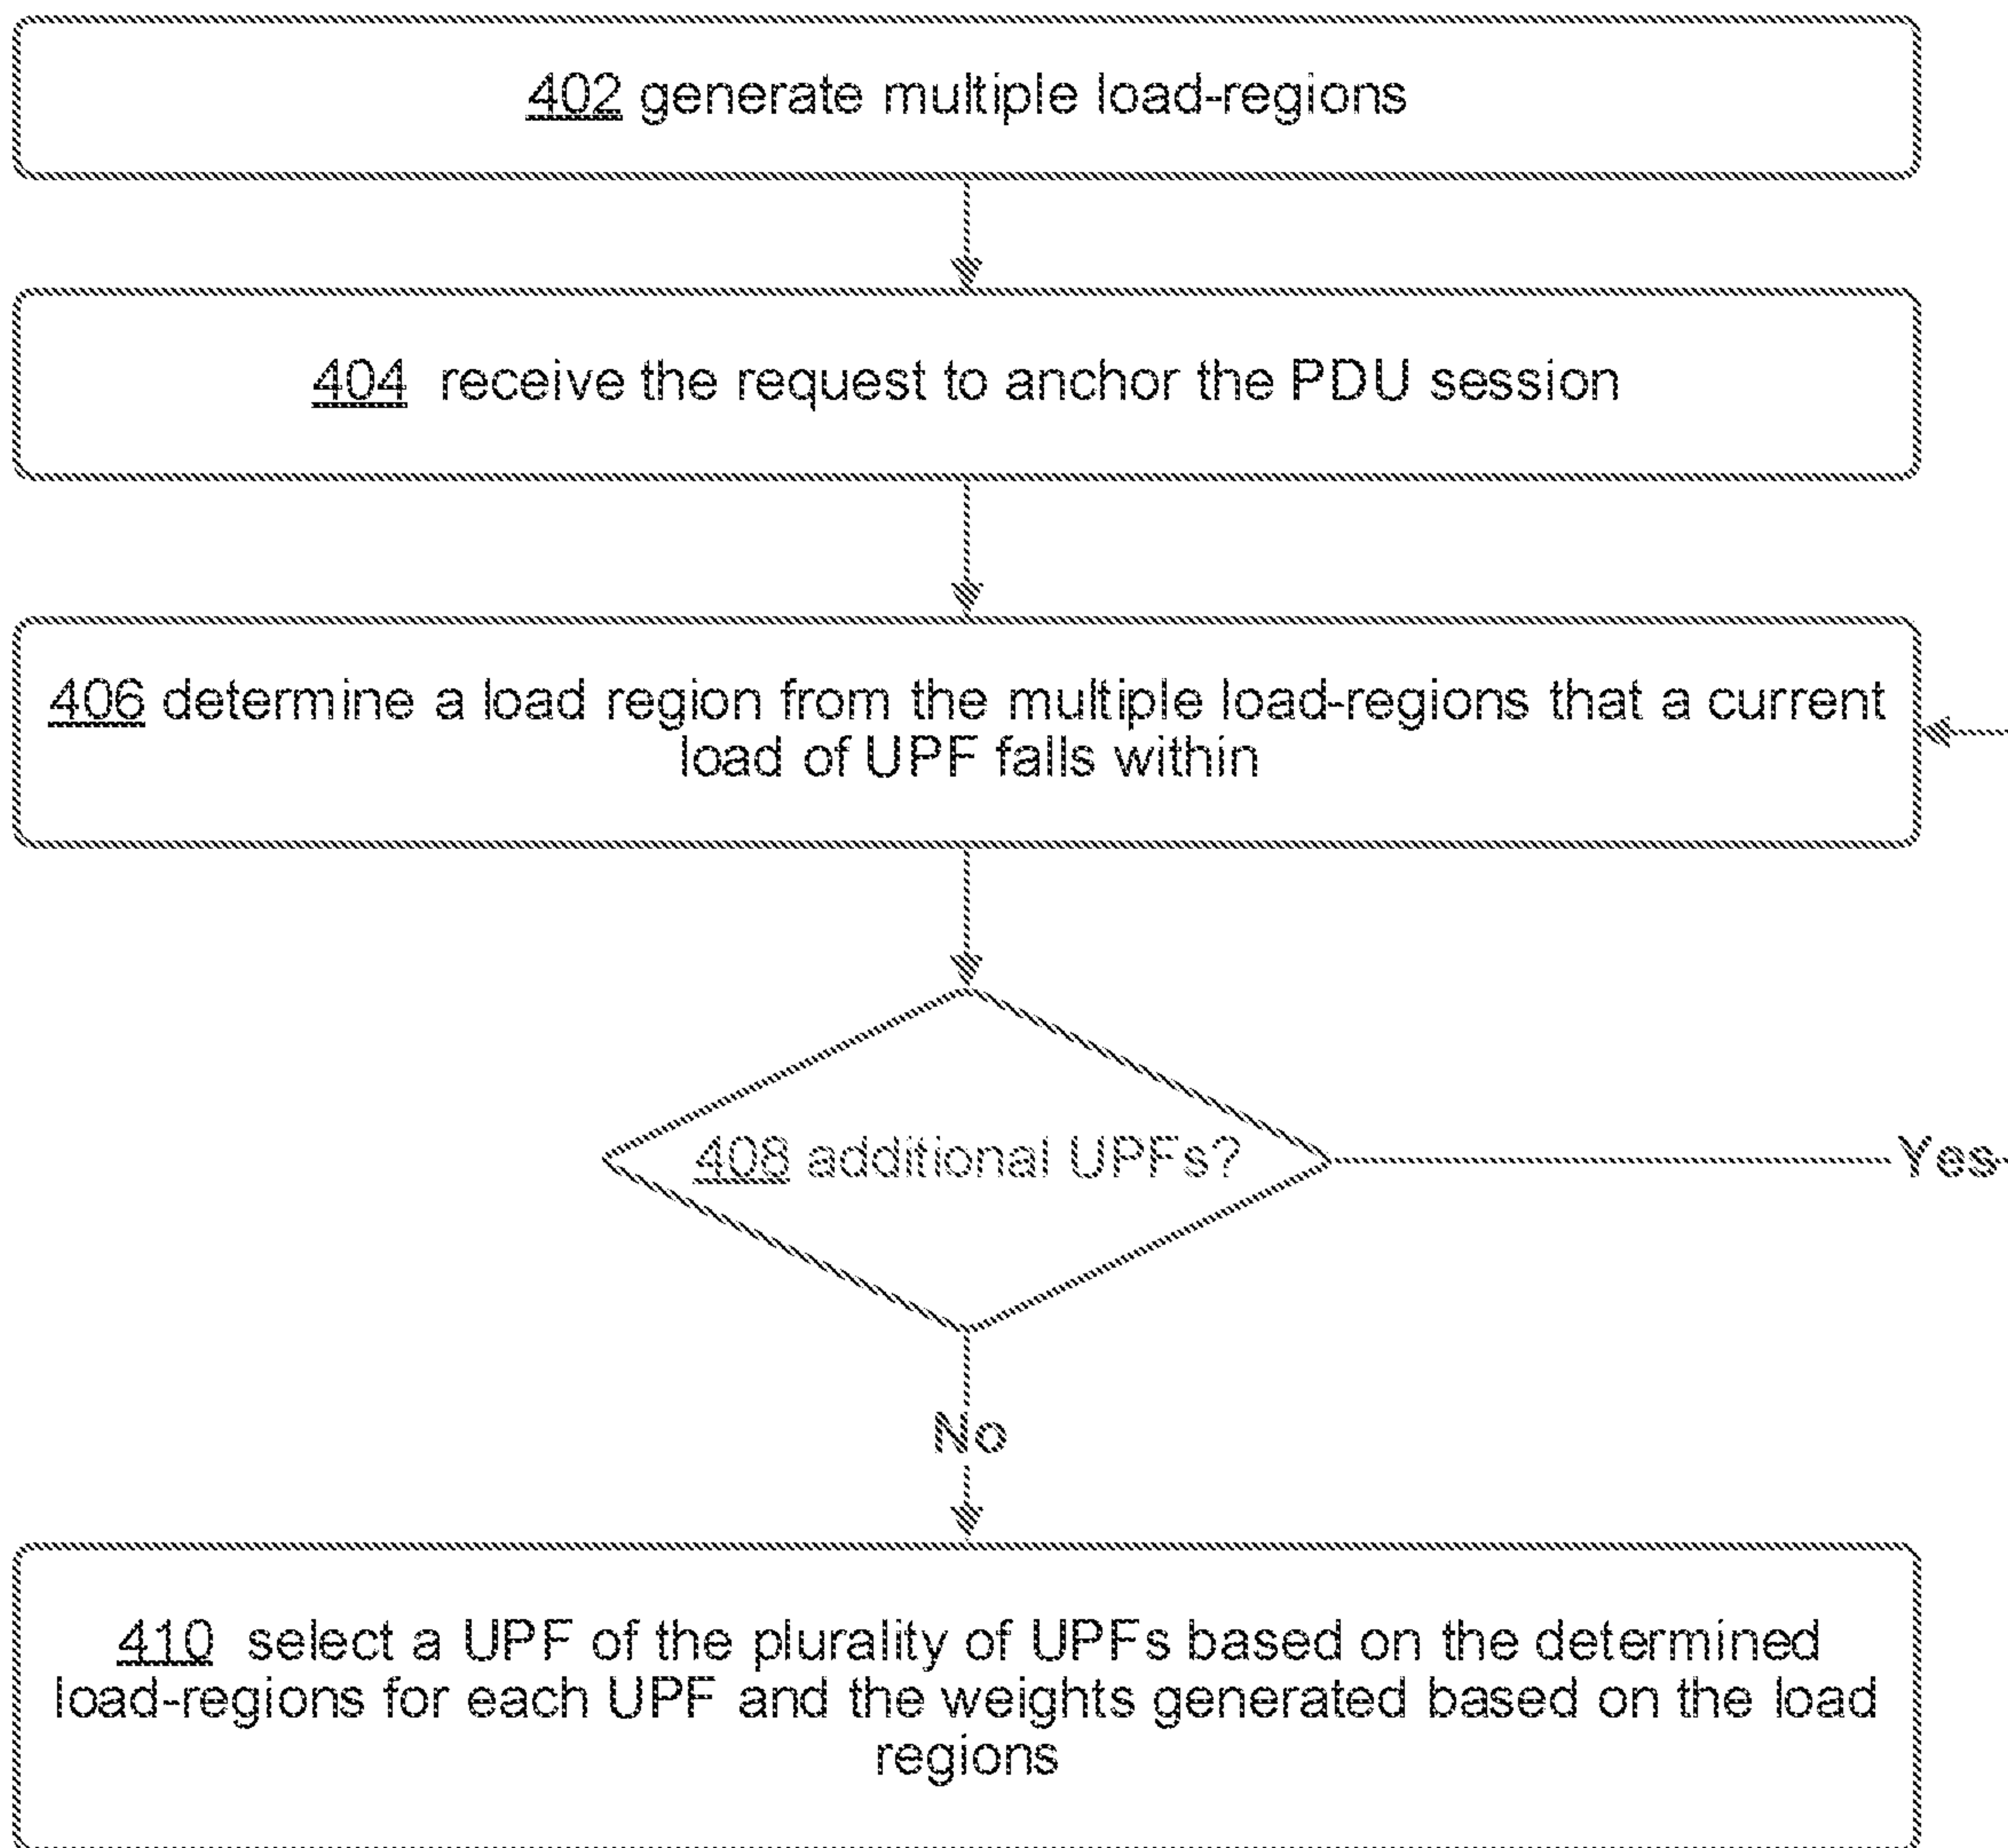 402 generate multiple load-regions
404 receive the request to anchor the PDU session
406 determine a load region from the multiple load-regions that a current
load of UPF falls within
408 additional UPFs?
Yes
No
410 select a UPF of the plurality of UPFs based on the determined
load-regions for each UPF and the weights generated based on the load
regions